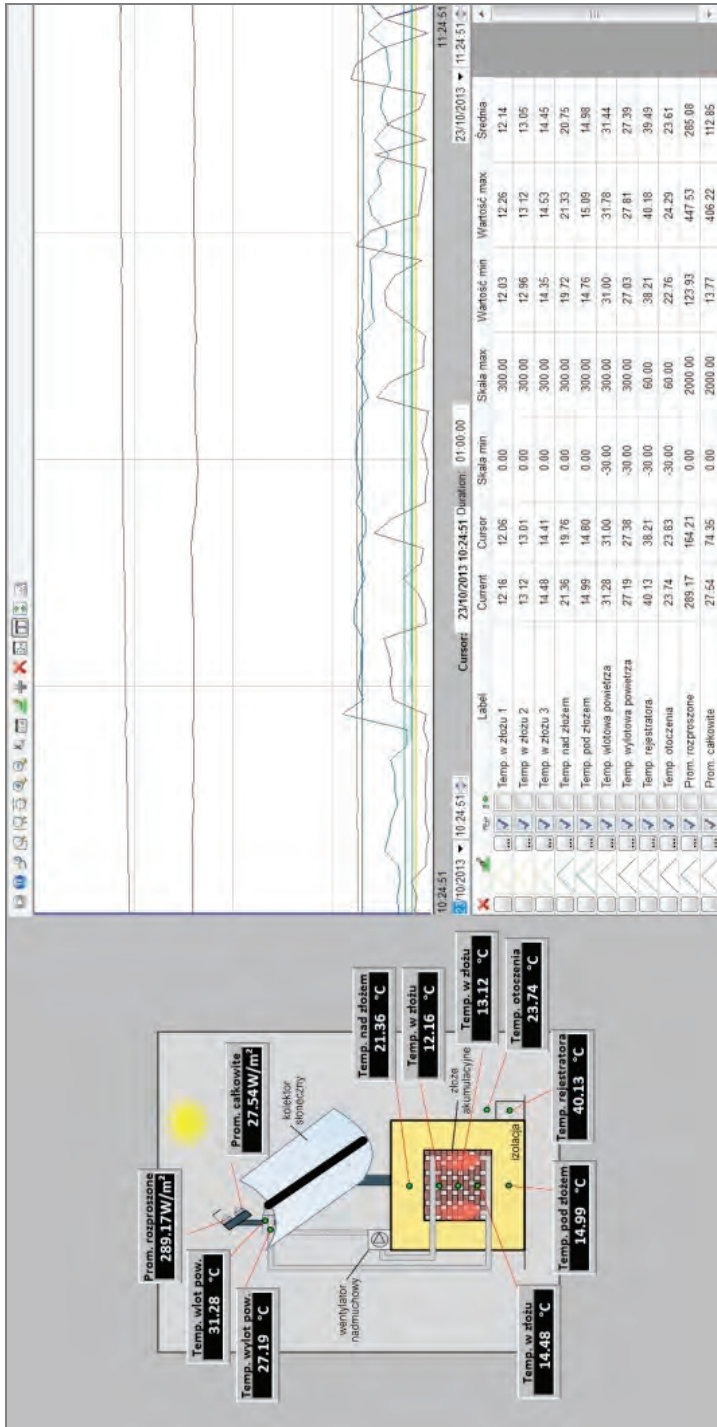 Prom. rozproszone
289.17W/m²
Prom. całkowite
27.54W/m²
Temp. wlot pow.
31.28 °C
Temp. wylot pow.
27.19 °C
kolektor
słoneczny
wentylator
nadmuchowy
Temp. nad złożem
21.36 °C
Temp. w złożu
12.16 °C
złoże
akumulacyjne
Temp. w złożu
13.12 °C
Temp. otoczenia
23.74 °C
izolacja
Temp. rejestratora
40.13 °C
Temp. pod złożem
14.99 °C
Temp. w złożu
14.48 °C
10:24:51 11:24:51
/10/2013 10:24:51 Cursor: 23/10/2013 10:24:51 Duration: 01:00:00 23/10/2013 11:24:51
Label Current Cursor Skala min Skala max Wartość min Wartość max Średnia
Temp. w złożu 1 12.16 12.06 0.00 300.00 12.03 12.26 12.14
Temp. w złożu 2 13.12 13.01 0.00 300.00 12.96 13.12 13.05
Temp. w złożu 3 14.48 14.41 0.00 300.00 14.35 14.53 14.45
Temp. nad złożem 21.36 19.76 0.00 300.00 19.72 21.33 20.75
Temp. pod złożem 14.99 14.80 0.00 300.00 14.76 15.09 14.98
Temp. wlotowa powietrza 31.28 31.00 -30.00 300.00 31.00 31.78 31.44
Temp. wylotowa powietrza 27.19 27.38 -30.00 300.00 27.03 27.81 27.39
Temp. rejestratora 40.13 38.21 -30.00 60.00 38.21 40.18 39.49
Temp. otoczenia 23.74 23.83 -30.00 60.00 22.76 24.29 23.61
Prom. rozproszone 289.17 164.21 0.00 2000.00 123.93 447.53 285.08
Prom. całkowite 27.54 74.35 0.00 2000.00 13.77 406.22 112.85